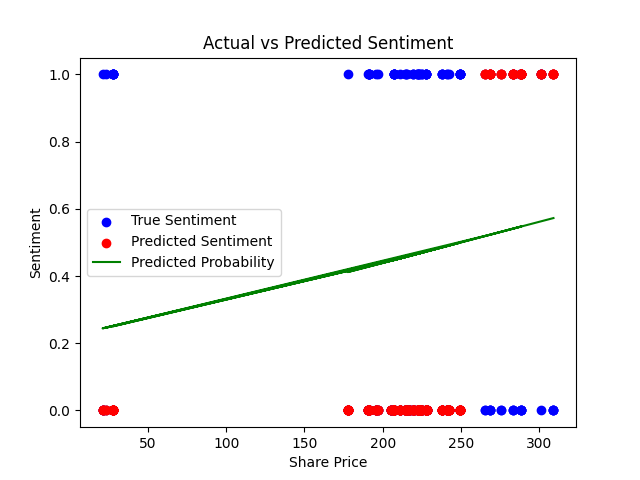 Actual vs Predicted Sentiment
1.0
0.8
0.6
0.4
0.2
0.0
Sentiment
True Sentiment
Predicted Sentiment
Predicted Probability
50
100
150
200
250
300
Share Price